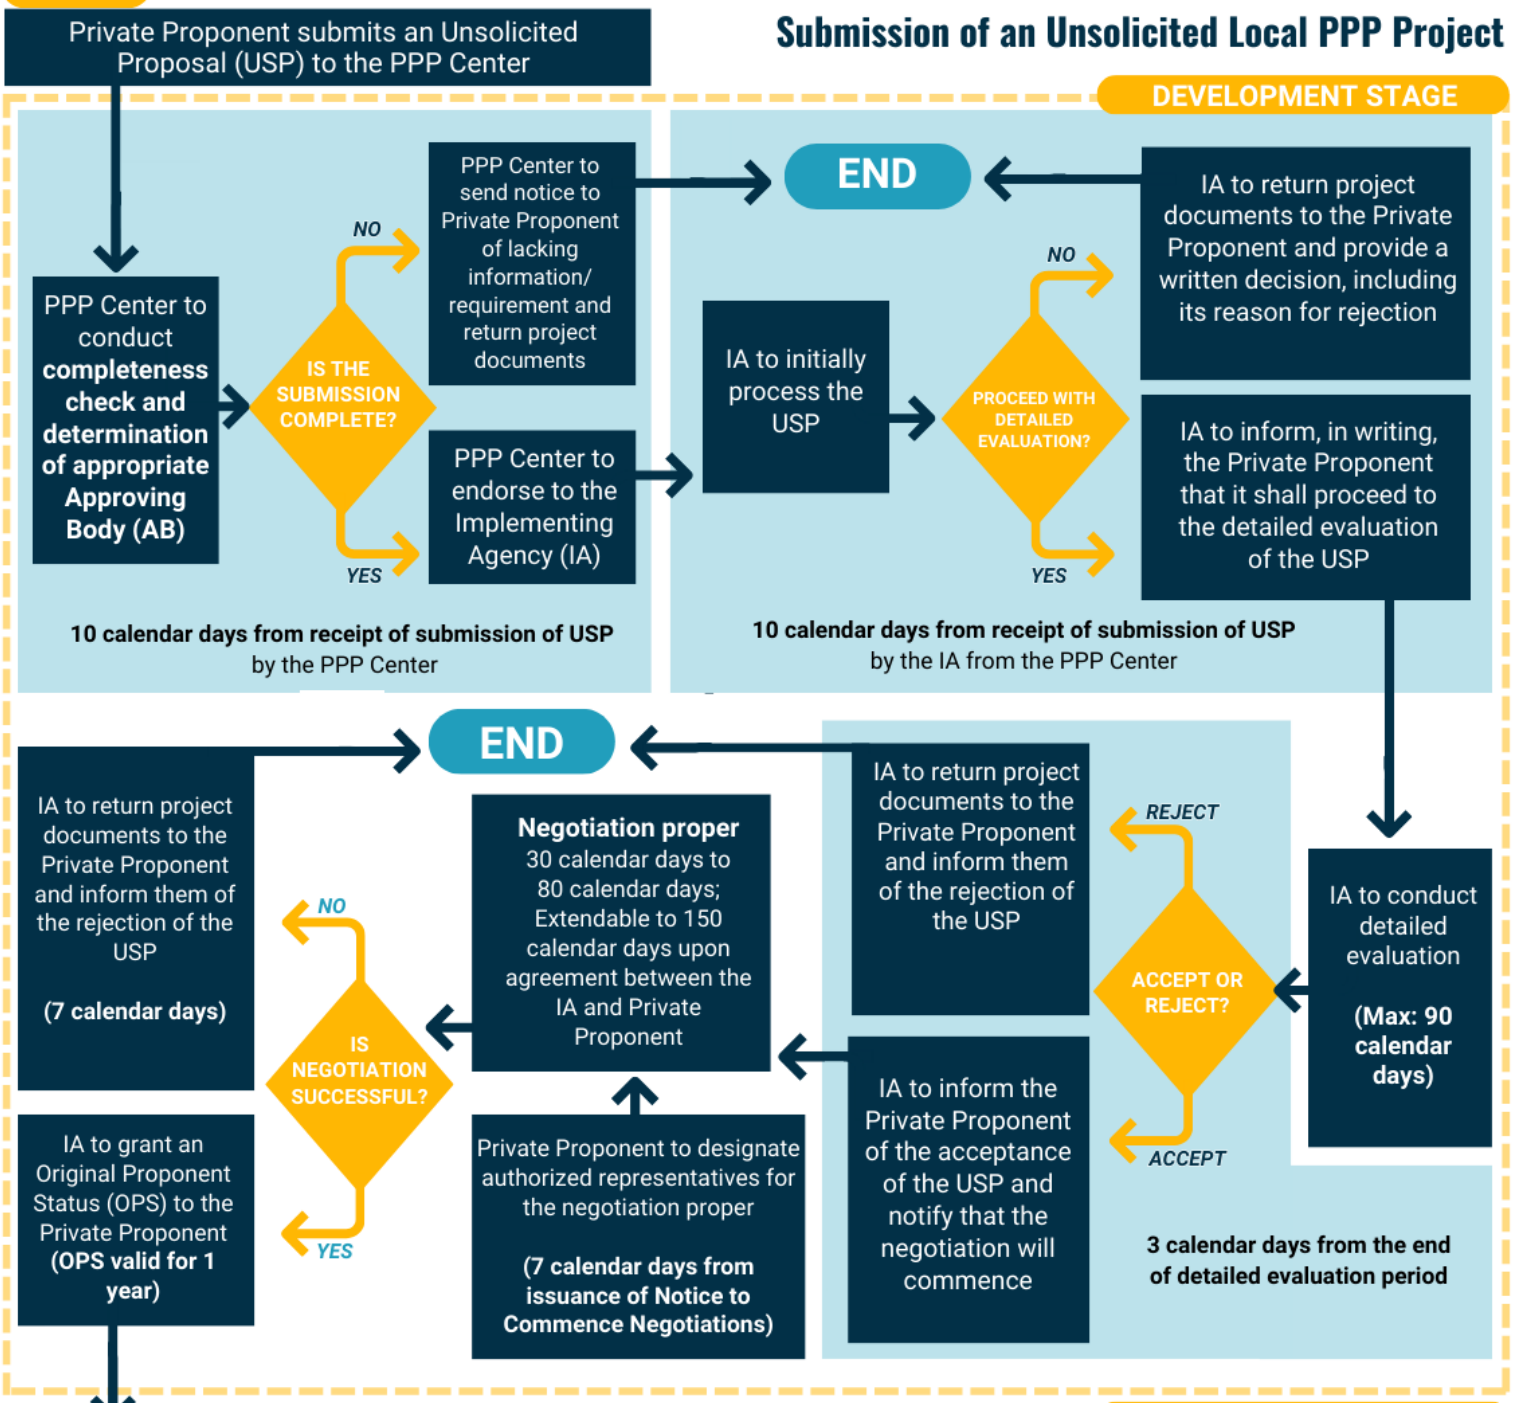 Private Proponent submits an Unsolicited
Proposal (USP) to the PPP Center
Submission of an Unsolicited Local PPP Project
DEVELOPMENT STAGE
PPP Center to
conduct
completeness
check and
determination
of appropriate
Approving
Body (AB)
IS THE
SUBMISSION
COMPLETE?
NO
PPP Center to
send notice to
Private Proponent
of lacking
information/
requirement and
return project
documents
YES
PPP Center to
endorse to the
Implementing
Agency (IA)
10 calendar days from receipt of submission of USP
by the PPP Center
END
IA to initially
process the
USP
PROCEED WITH
DETAILED
EVALUATION?
NO
IA to return project
documents to the Private
Proponent and provide a
written decision, including
its reason for rejection
YES
IA to inform, in writing,
the Private Proponent
that it shall proceed to
the detailed evaluation
of the USP
10 calendar days from receipt of submission of USP
by the IA from the PPP Center
IA to conduct
detailed
evaluation
(Max: 90
calendar
days)
ACCEPT OR
REJECT?
REJECT
IA to return project
documents to the
Private Proponent
and inform them
of the rejection of
the USP
ACCEPT
IA to inform the
Private Proponent
of the acceptance
of the USP and
notify that the
negotiation will
commence
3 calendar days from the end
of detailed evaluation period
END
Negotiation proper
30 calendar days to
80 calendar days;
Extendable to 150
calendar days upon
agreement between the
IA and Private
Proponent
Private Proponent to designate
authorized representatives for
the negotiation proper
(7 calendar days from
issuance of Notice to
Commence Negotiations)
IS
NEGOTIATION
SUCCESSFUL?
NO
IA to return project
documents to the
Private Proponent
and inform them of
the rejection of the
USP
(7 calendar days)
YES
IA to grant an
Original Proponent
Status (OPS) to the
Private Proponent
(OPS valid for 1
year)